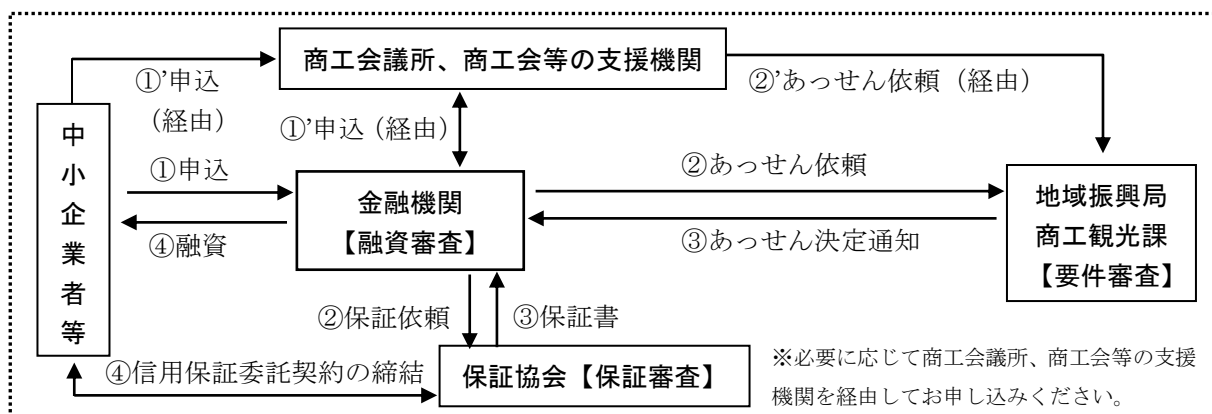 商工会議所、商工会等の支援機関
①’申込
（経由）
②’あっせん依頼（経由）
①’申込（経由）
中小企業者等
①申込
④融資
金融機関
【融資審査】
②あっせん依頼
③あっせん決定通知
地域振興局
商工観光課
【要件審査】
②保証依頼
③保証書
④信用保証委託契約の締結
保証協会【保証審査】
※必要に応じて商工会議所、商工会等の支援
機関を経由してお申し込みください。